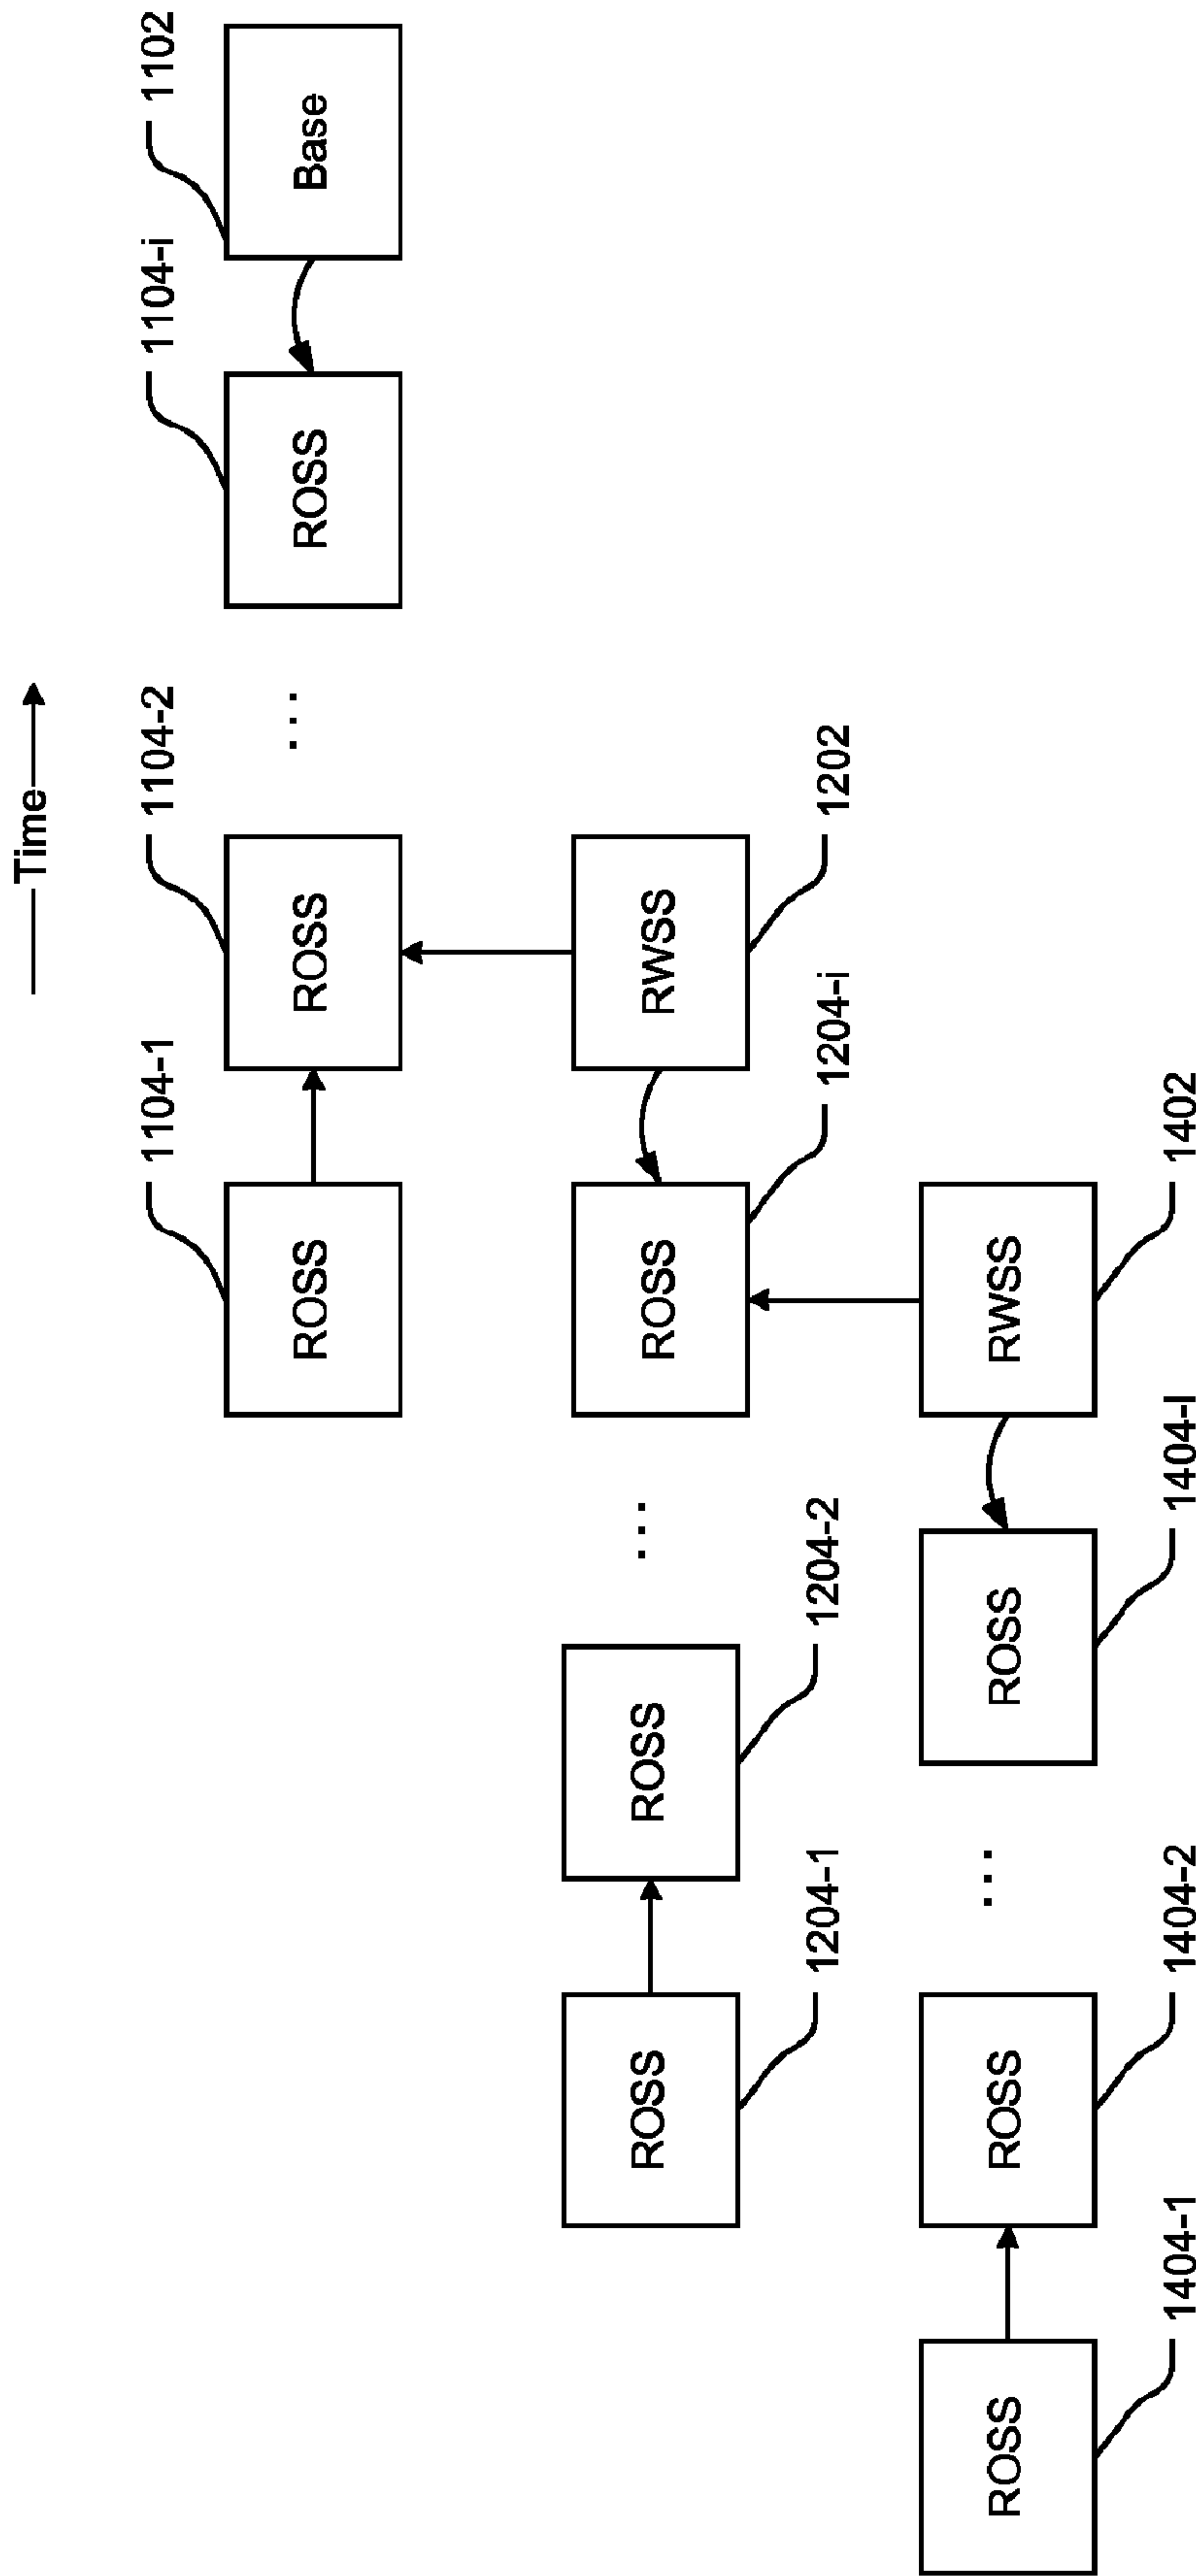 Time
1104-1
1104-2
1104-i
1102
ROSS
ROSS
...
ROSS
Base
ROSS
ROSS
...
ROSS
RWSS
1204-1
1204-2
1204-i
1202
ROSS
ROSS
...
ROSS
RWSS
1404-1
1404-2
1404-I
1402